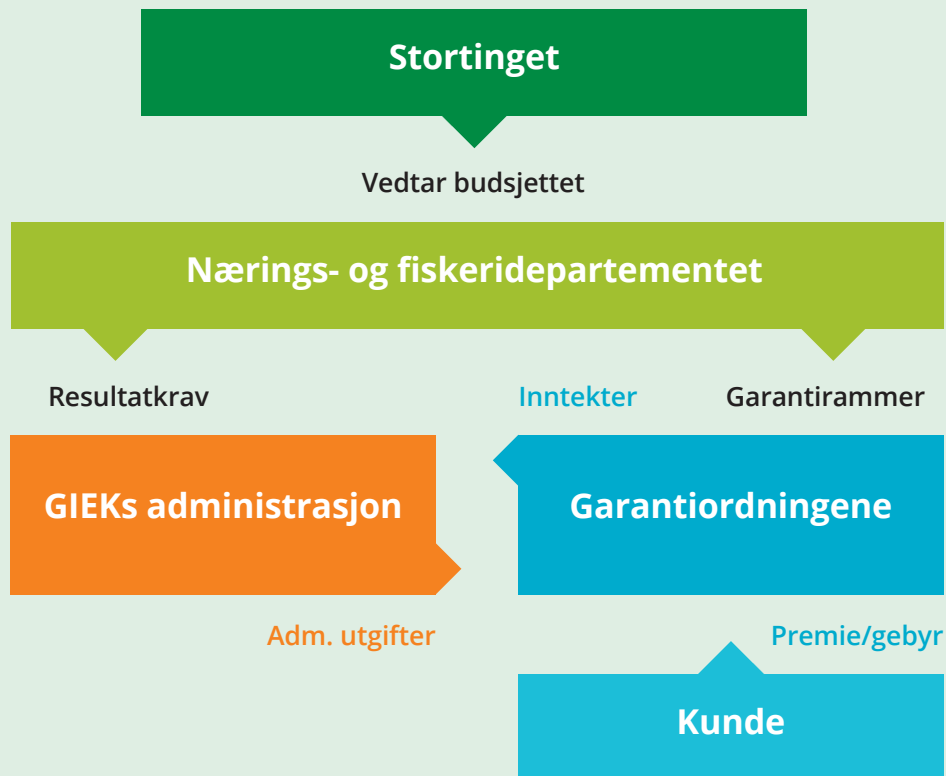 Stortinget
Vedtar budsjettet
Nærings- og fiskeridepartementet
Resultatkrav
Inntekter
Garantirammer
GIEKs administrasjon
Garantiordningene
Adm. utgifter
Premie/gebyr
Kunde